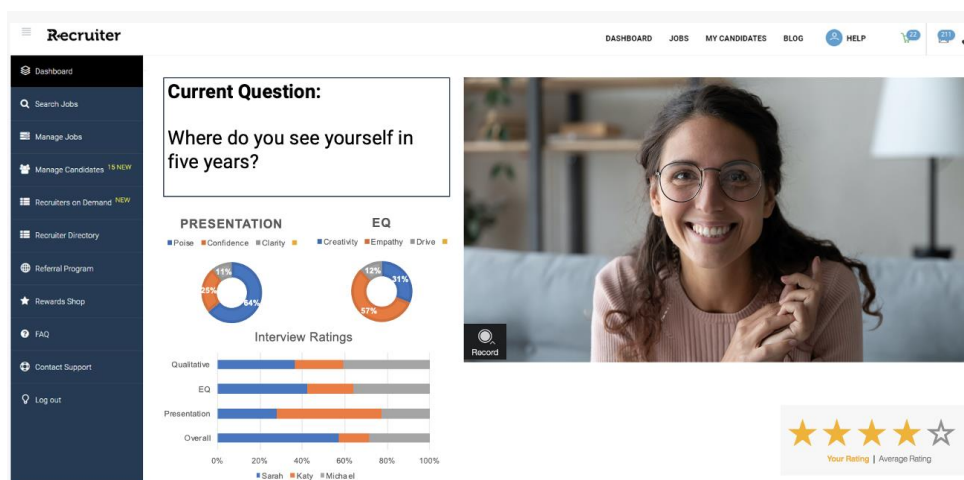 Recruiter
DASHBOARD JOBS MY CANDIDATES BLOG HELP 22 211
Dashboard
Search Jobs
Manage Jobs
Manage Candidates 15 NEW
Recruiters on Demand NEW
Recruiter Directory
Referral Program
Rewards Shop
FAQ
Contact Support
Log out
Current Question:
Where do you see yourself in
five years?
PRESENTATION
Poise Confidence Clarity
11%
25%
64%
EQ
Creativity Empathy Drive
12%
31%
57%
Interview Ratings
Qualitative
EQ
Presentation
Overall
0% 20% 40% 60% 80% 100%
Sarah Katy Michael
Record
Your Rating | Average Rating